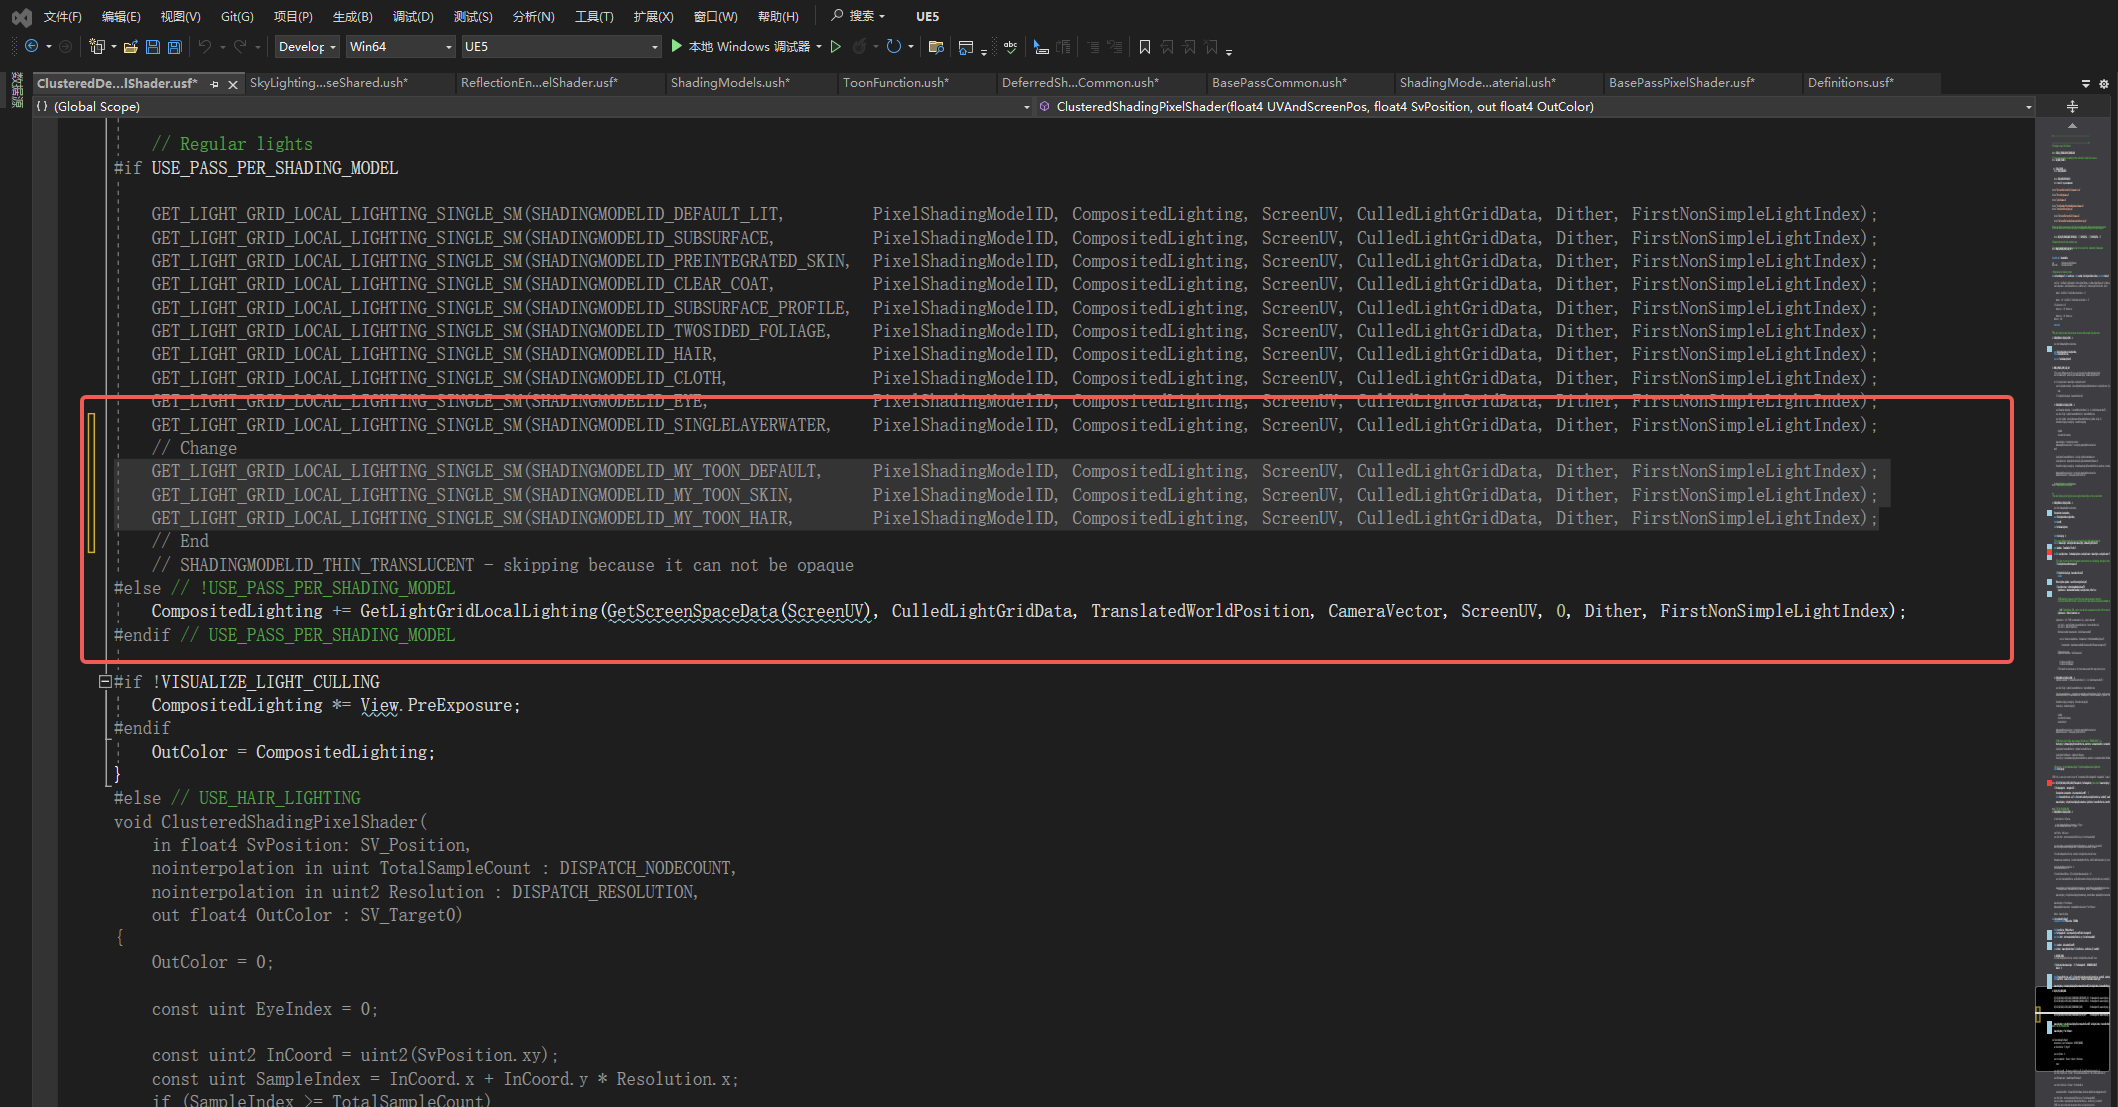 文件(F) 编辑(E) 视图(V) Git(G) 项目(P) 生成(B) 调试(D) 测试(S) 分析(N) 工具(T) 扩展(X) 窗口(W) 帮助(H) 搜索 UE5
Develop Win64 UE5 本地 Windows 调试器
数据源
ClusteredDe...lShader.usf* SkyLighting...seShared.ush* ReflectionEn...elShader.usf* ShadingModels.ush* ToonFunction.ush* DeferredSh...Common.ush* BasePassCommon.ush* ShadingMode...aterial.ush* BasePassPixelShader.usf* Definitions.usf*
(Global Scope) ClusteredShadingPixelShader(float4 UVAndScreenPos, float4 SvPosition, out float4 OutColor)
// Regular lights
#if USE_PASS_PER_SHADING_MODEL
GET_LIGHT_GRID_LOCAL_LIGHTING_SINGLE_SM(SHADINGMODELID_DEFAULT_LIT, PixelShadingModelID, CompositedLighting, ScreenUV, CulledLightGridData, Dither, FirstNonSimpleLightIndex);
GET_LIGHT_GRID_LOCAL_LIGHTING_SINGLE_SM(SHADINGMODELID_SUBSURFACE, PixelShadingModelID, CompositedLighting, ScreenUV, CulledLightGridData, Dither, FirstNonSimpleLightIndex);
GET_LIGHT_GRID_LOCAL_LIGHTING_SINGLE_SM(SHADINGMODELID_PREINTEGRATED_SKIN, PixelShadingModelID, CompositedLighting, ScreenUV, CulledLightGridData, Dither, FirstNonSimpleLightIndex);
GET_LIGHT_GRID_LOCAL_LIGHTING_SINGLE_SM(SHADINGMODELID_CLEAR_COAT, PixelShadingModelID, CompositedLighting, ScreenUV, CulledLightGridData, Dither, FirstNonSimpleLightIndex);
GET_LIGHT_GRID_LOCAL_LIGHTING_SINGLE_SM(SHADINGMODELID_SUBSURFACE_PROFILE, PixelShadingModelID, CompositedLighting, ScreenUV, CulledLightGridData, Dither, FirstNonSimpleLightIndex);
GET_LIGHT_GRID_LOCAL_LIGHTING_SINGLE_SM(SHADINGMODELID_TWOSIDED_FOLIAGE, PixelShadingModelID, CompositedLighting, ScreenUV, CulledLightGridData, Dither, FirstNonSimpleLightIndex);
GET_LIGHT_GRID_LOCAL_LIGHTING_SINGLE_SM(SHADINGMODELID_HAIR, PixelShadingModelID, CompositedLighting, ScreenUV, CulledLightGridData, Dither, FirstNonSimpleLightIndex);
GET_LIGHT_GRID_LOCAL_LIGHTING_SINGLE_SM(SHADINGMODELID_CLOTH, PixelShadingModelID, CompositedLighting, ScreenUV, CulledLightGridData, Dither, FirstNonSimpleLightIndex);
GET_LIGHT_GRID_LOCAL_LIGHTING_SINGLE_SM(SHADINGMODELID_EYE, PixelShadingModelID, CompositedLighting, ScreenUV, CulledLightGridData, Dither, FirstNonSimpleLightIndex);
GET_LIGHT_GRID_LOCAL_LIGHTING_SINGLE_SM(SHADINGMODELID_SINGLELAYERWATER, PixelShadingModelID, CompositedLighting, ScreenUV, CulledLightGridData, Dither, FirstNonSimpleLightIndex);
// Change
GET_LIGHT_GRID_LOCAL_LIGHTING_SINGLE_SM(SHADINGMODELID_MY_TOON_DEFAULT, PixelShadingModelID, CompositedLighting, ScreenUV, CulledLightGridData, Dither, FirstNonSimpleLightIndex);
GET_LIGHT_GRID_LOCAL_LIGHTING_SINGLE_SM(SHADINGMODELID_MY_TOON_SKIN, PixelShadingModelID, CompositedLighting, ScreenUV, CulledLightGridData, Dither, FirstNonSimpleLightIndex);
GET_LIGHT_GRID_LOCAL_LIGHTING_SINGLE_SM(SHADINGMODELID_MY_TOON_HAIR, PixelShadingModelID, CompositedLighting, ScreenUV, CulledLightGridData, Dither, FirstNonSimpleLightIndex);
// End
// SHADINGMODELID_THIN_TRANSLUCENT - skipping because it can not be opaque
#else // !USE_PASS_PER_SHADING_MODEL
CompositedLighting += GetLightGridLocalLighting(GetScreenSpaceData(ScreenUV), CulledLightGridData, TranslatedWorldPosition, CameraVector, ScreenUV, 0, Dither, FirstNonSimpleLightIndex);
#endif // USE_PASS_PER_SHADING_MODEL
#if !VISUALIZE_LIGHT_CULLING
CompositedLighting *= View.PreExposure;
#endif
OutColor = CompositedLighting;
}
#else // USE_HAIR_LIGHTING
void ClusteredShadingPixelShader(
in float4 SvPosition: SV_Position,
nointerpolation in uint TotalSampleCount : DISPATCH_NODECOUNT,
nointerpolation in uint2 Resolution : DISPATCH_RESOLUTION,
out float4 OutColor : SV_Target0)
{
OutColor = 0;
const uint EyeIndex = 0;
const uint2 InCoord = uint2(SvPosition.xy);
const uint SampleIndex = InCoord.x + InCoord.y * Resolution.x;
if (SampleIndex >= TotalSampleCount)